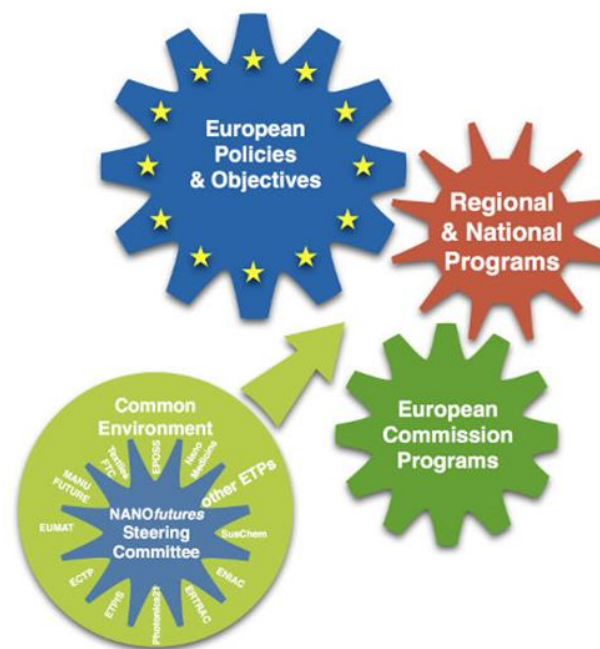 European
Policies
& Objectives
Regional
& National
Programs
European
Commission
Programs
Common
Environment
MANU
FUTURE
Textiles
FTC
EPOSS
Nano
Medicine
other ETPs
EUMAT
NANOfutures
Steering
Committee
SusChem
ECTP
ETPIS
Photonics21
ERTRAC
ENIAC